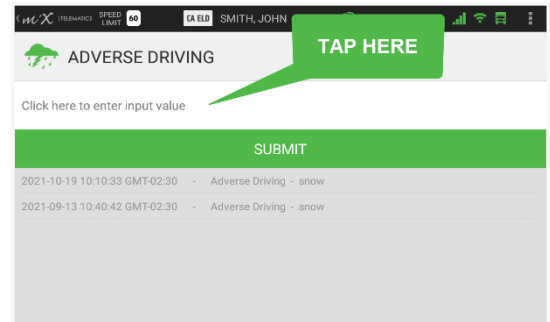 mX TELEMATICS SPEED LIMIT 60 CA ELD SMITH, JOHN
TAP HERE
ADVERSE DRIVING
Click here to enter input value
SUBMIT
2021-10-19 10:10:33 GMT-02:30 - Adverse Driving - snow
2021-09-13 10:40:42 GMT-02:30 - Adverse Driving - snow